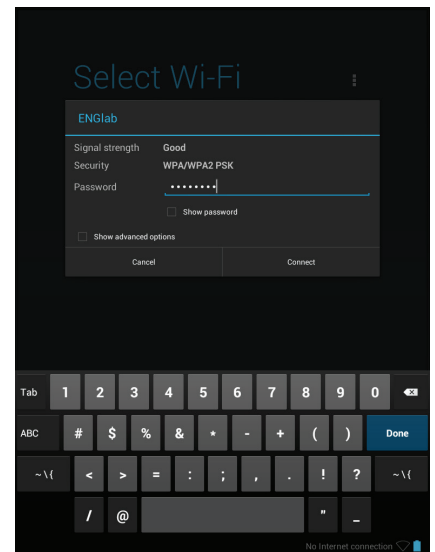 Select Wi-Fi
ENGlab
Signal strength Good
Security WPA/WPA2 PSK
Password ••••••••
Show password
Show advanced options
Cancel Connect
Tab 1 2 3 4 5 6 7 8 9 0
ABC # $ % & * - + ( ) Done
~\{ < > = : ; , . ! ? ~\{
/ @ " _
No internet connection